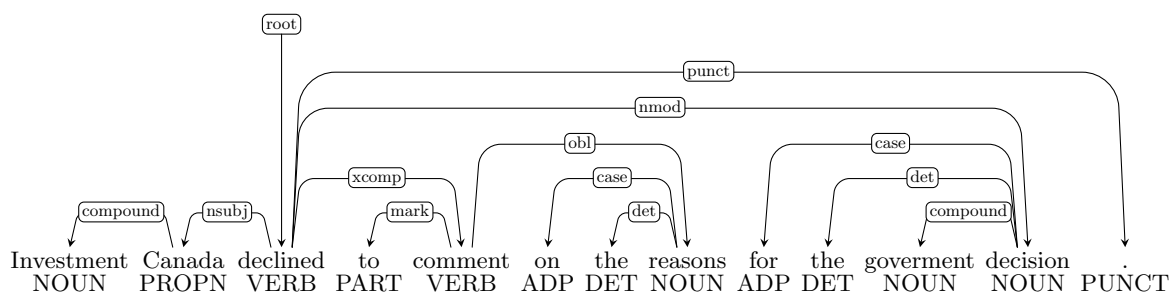 root
punct
nmod
obl case
xcomp case det
compound nsubj mark det compound
Investment Canada declined to comment on the reasons for the goverment decision .
NOUN PROPN VERB PART VERB ADP DET NOUN ADP DET NOUN NOUN PUNCT